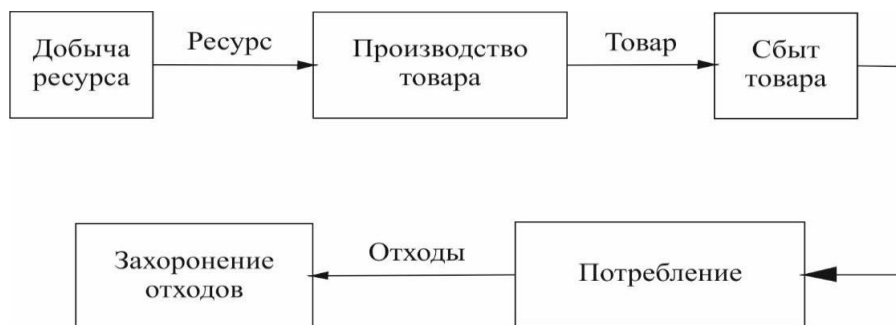 Добыча
ресурса
Ресурс
Производство
товара
Товар
Сбыт
товара
Захоронение
отходов
Отходы
Потребление